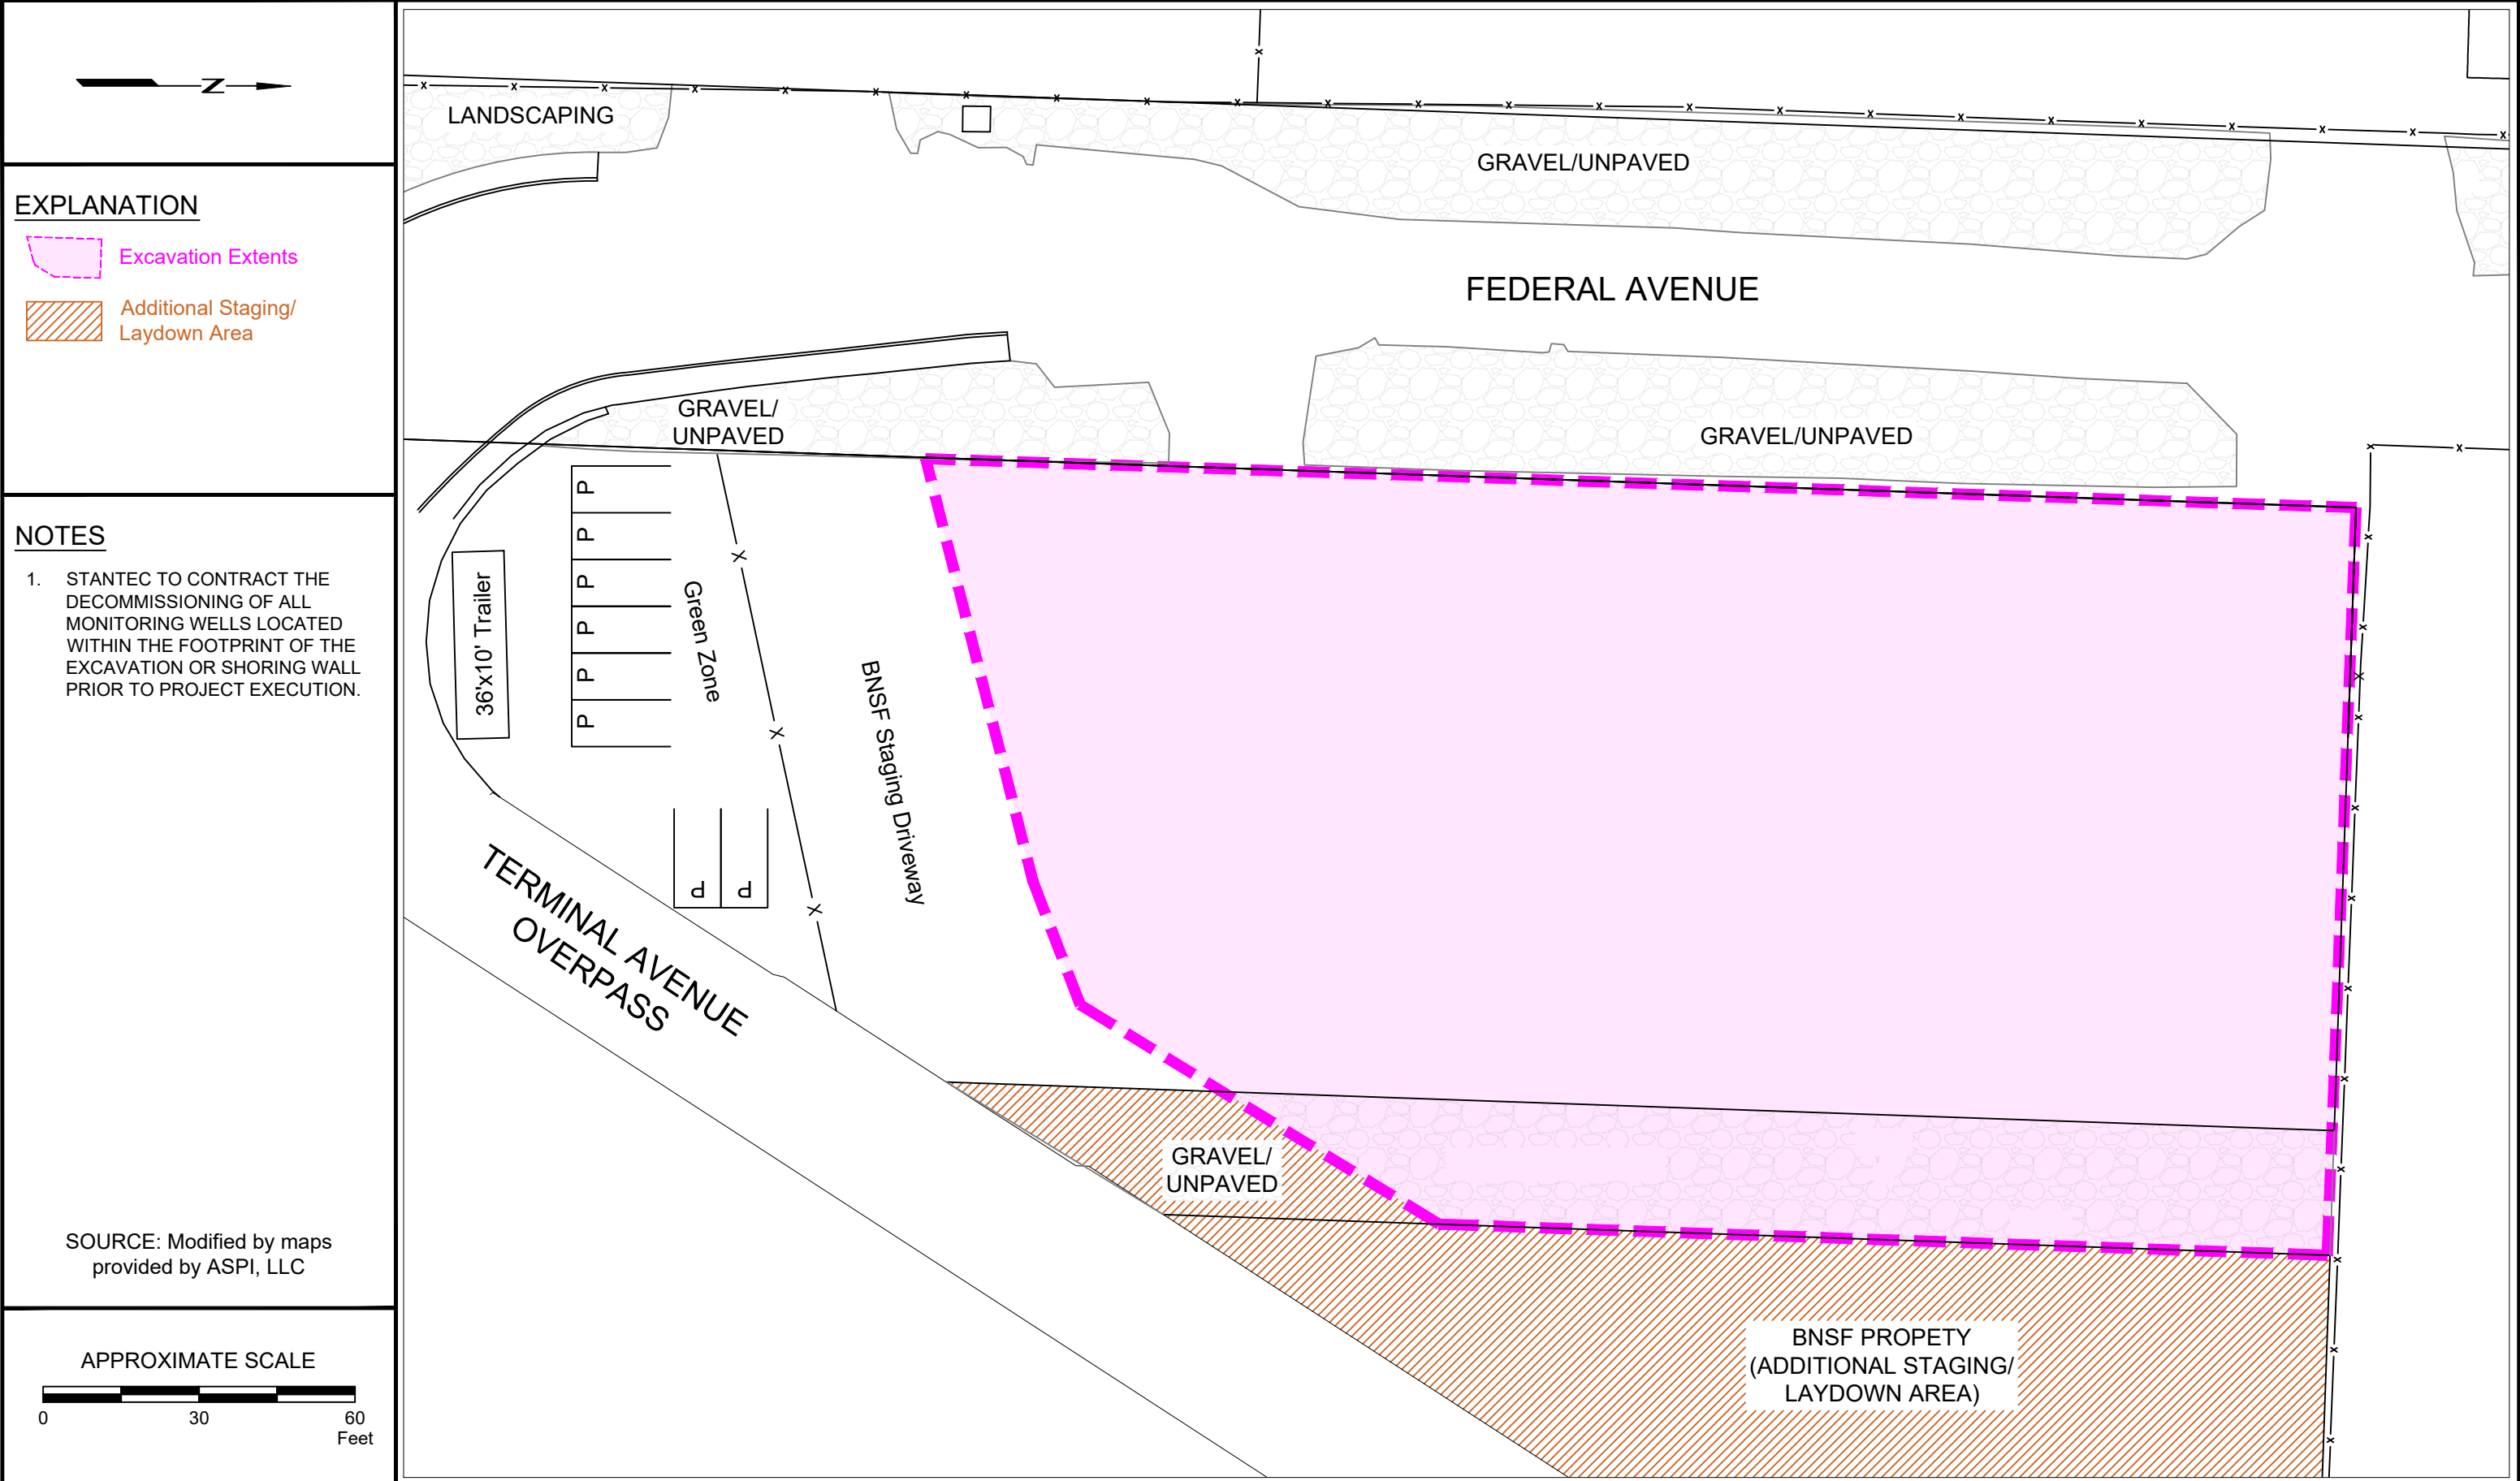 N
EXPLANATION
Excavation Extents
Additional Staging/
Laydown Area
NOTES
1. STANTEC TO CONTRACT THE
DECOMMISSIONING OF ALL
MONITORING WELLS LOCATED
WITHIN THE FOOTPRINT OF THE
EXCAVATION OR SHORING WALL
PRIOR TO PROJECT EXECUTION.
SOURCE: Modified by maps
provided by ASPI, LLC
APPROXIMATE SCALE
0 30 60
Feet
LANDSCAPING
GRAVEL/UNPAVED
FEDERAL AVENUE
GRAVEL/
UNPAVED
GRAVEL/UNPAVED
P
P
P
P
P
P
36'x10' Trailer
Green Zone
BNSF Staging Driveway
P P
TERMINAL AVENUE
OVERPASS
GRAVEL/
UNPAVED
BNSF PROPETY
(ADDITIONAL STAGING/
LAYDOWN AREA)